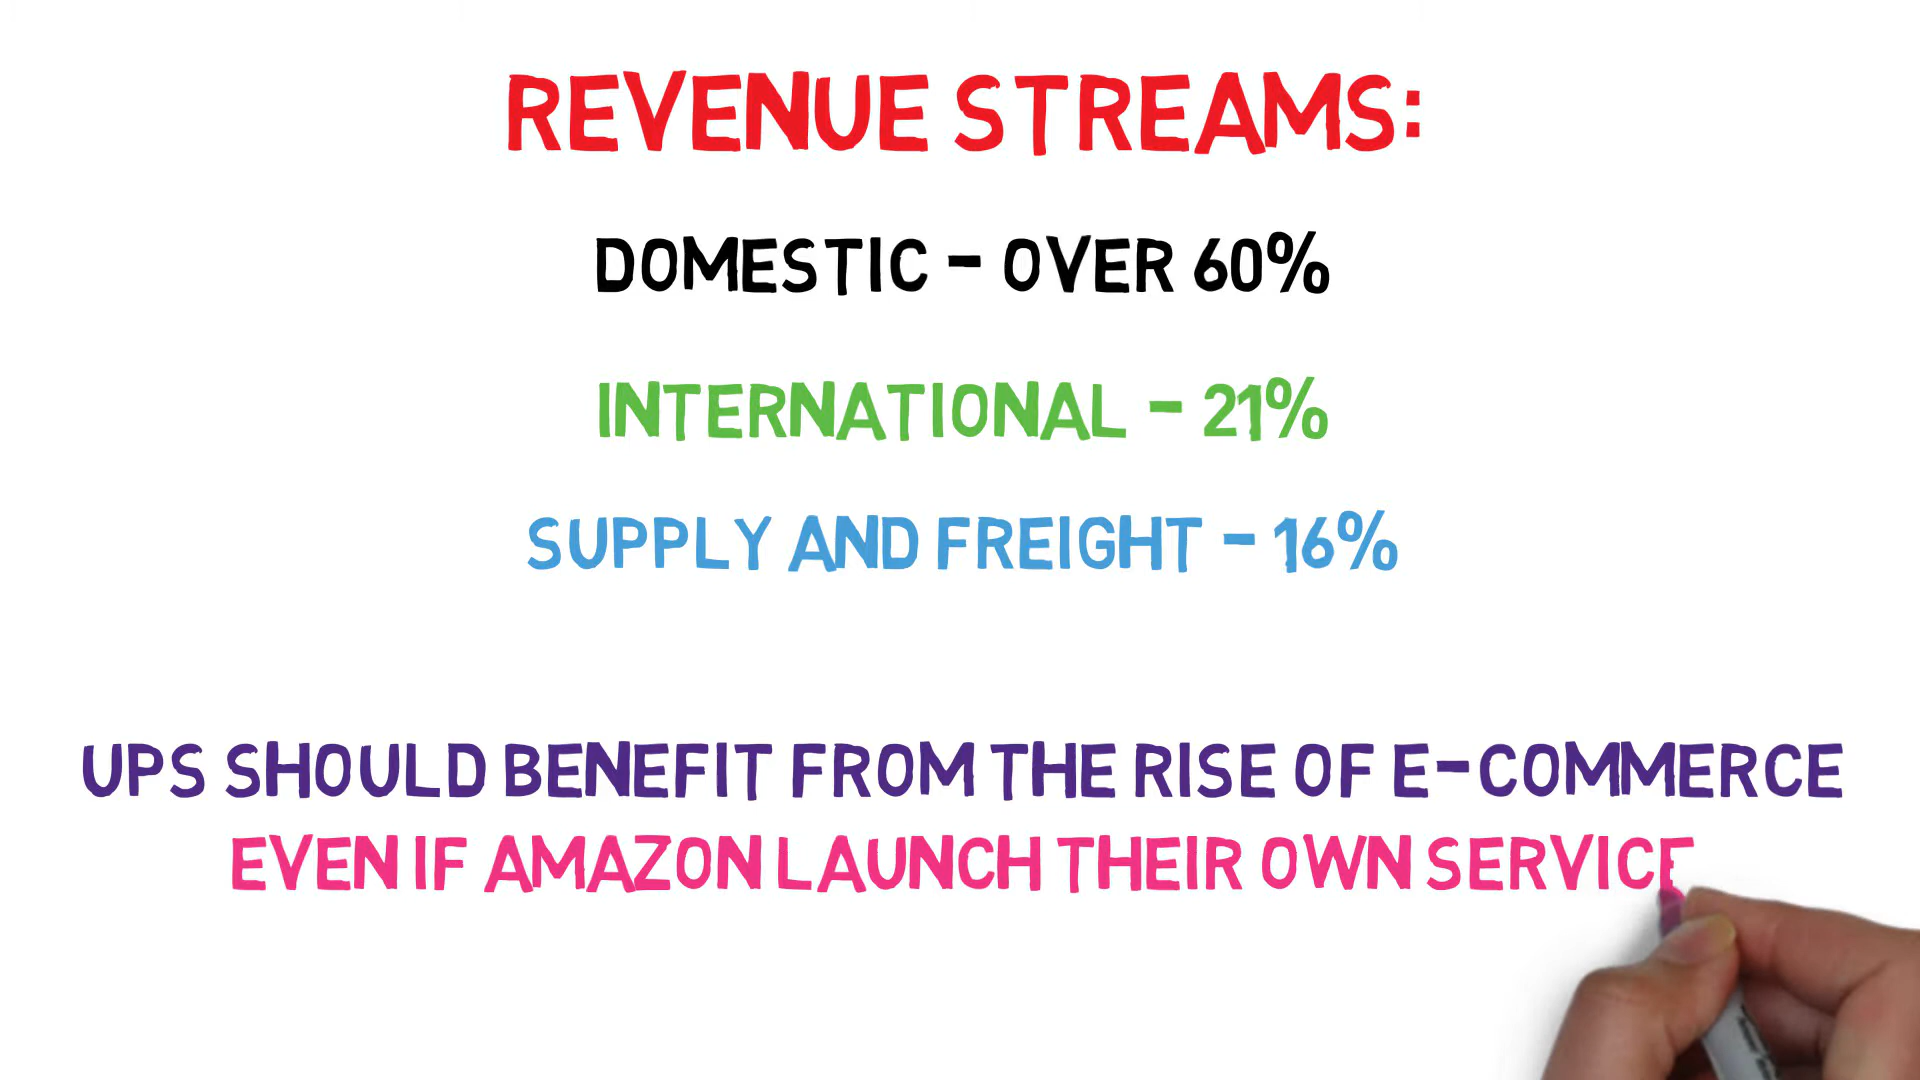 REVENUE STREAMS:
DOMESTIC - OVER 60%
INTERNATIONAL - 21%
SUPPLY AND FREIGHT - 16%
UPS SHOULD BENEFIT FROM THE RISE OF E-COMMERCE
EVEN IF AMAZON LAUNCH THEIR OWN SERVICE